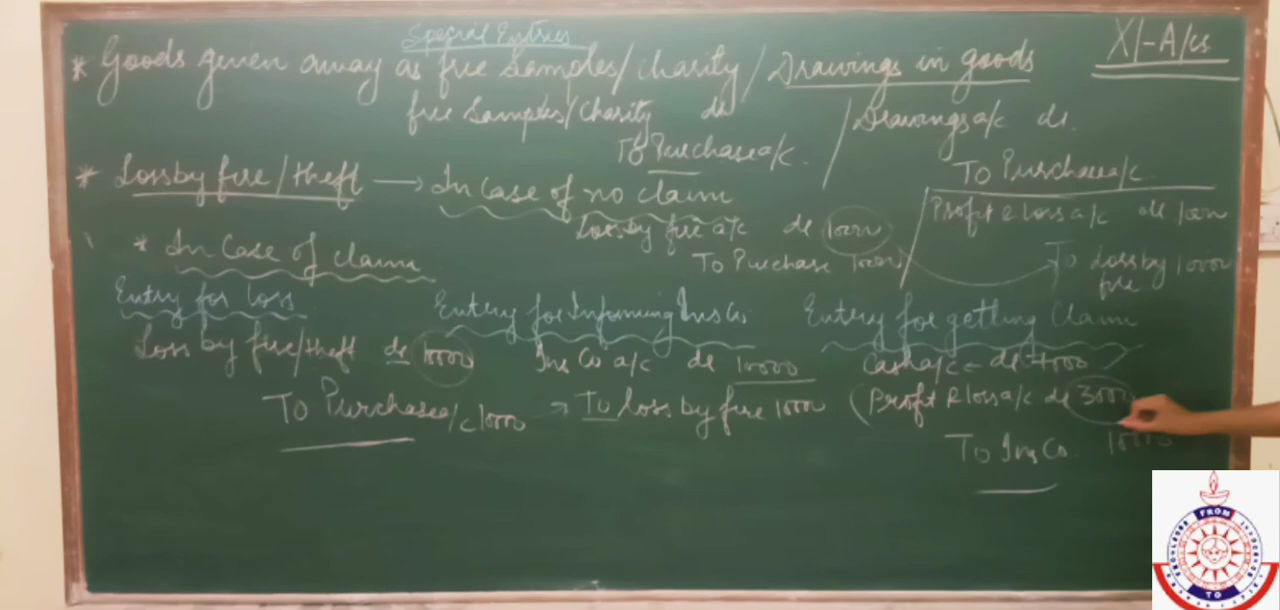 Special Entries
XI-A/cs
* Goods given away as free Samples/Charity/Drawings in goods
free Samples/Charity dr
To Purchase a/c.
Drawings a/c dr.
To Purchase a/c
* Loss by fire/theft → In Case of no claim
Loss by fire a/c dr 10000
To Purchase 10000
Profit & loss a/c dr 10000
To Loss by 10000
fire
* In Case of claim
Entry for loss
Loss by fire/theft dr 10000
To Purchase a/c 10000
Entry for Informing Ins Co
Ins Co a/c dr 10000
To loss by fire 10000
Entry for getting Claim
Cash a/c - dr 7000
(Profit & loss a/c dr 3000
To Ins Co. 10000
FROM
TO